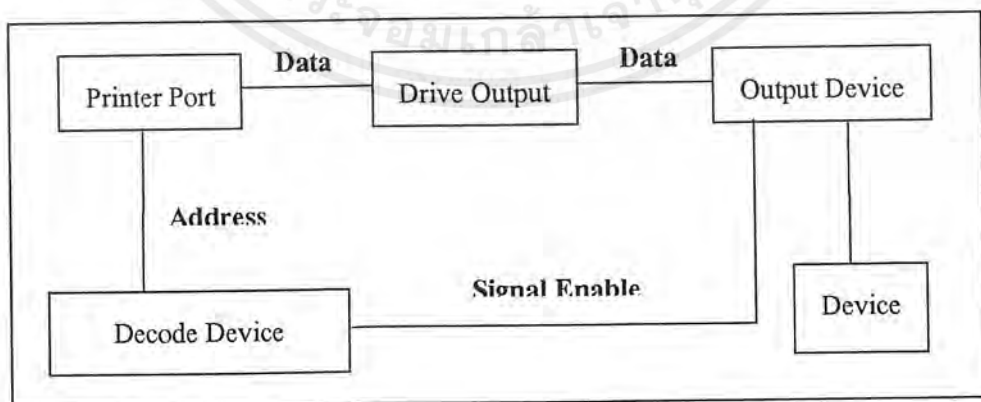 Data
Data
Printer Port
Drive Output
Output Device
Address
Signal Enable
Device
Decode Device